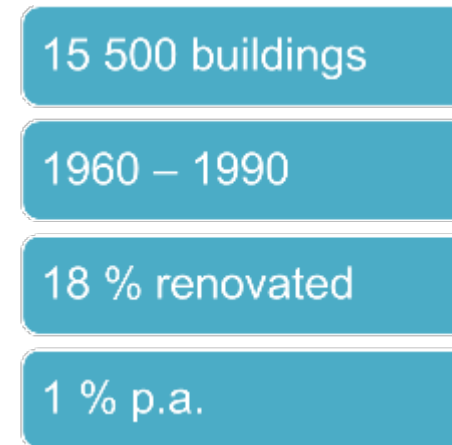 15 500 buildings
1960 – 1990
18 % renovated
1 % p.a.